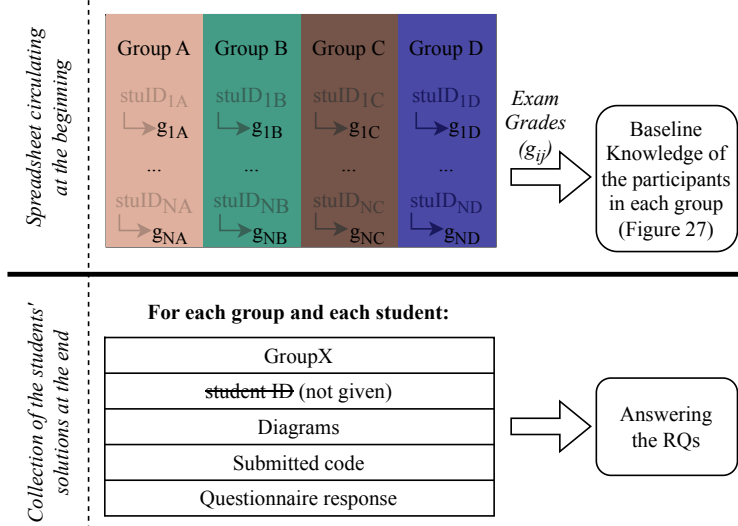 Spreadsheet circulating
at the beginning
Group A
Group B
Group C
Group D
stuID1A
stuID1B
stuID1C
stuID1D
g1A
g1B
g1C
g1D
...
...
...
...
stuIDNA
stuIDNB
stuIDNC
stuIDND
gNA
gNB
gNC
gND
Exam
Grades
(gij)
Baseline
Knowledge of
the participants
in each group
(Figure 27)
Collection of the students'
solutions at the end
For each group and each student:
GroupX
student ID (not given)
Diagrams
Submitted code
Questionnaire response
Answering
the RQs